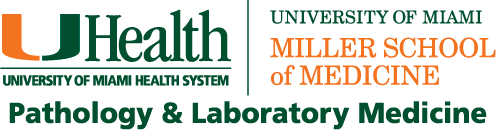 UHealth
UNIVERSITY OF MIAMI HEALTH SYSTEM
UNIVERSITY OF MIAMI
MILLER SCHOOL
of MEDICINE
Pathology & Laboratory Medicine